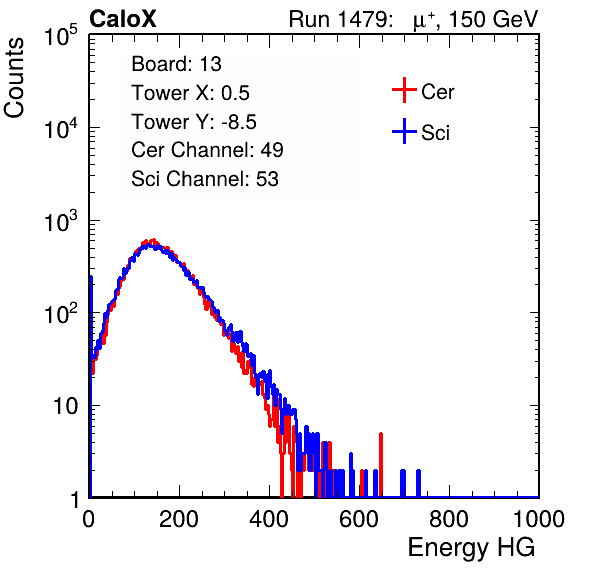 CaloX Run 1479: μ⁺, 150 GeV
Counts
10⁵
10⁴
10³
10²
10
1
Board: 13
Tower X: 0.5
Tower Y: -8.5
Cer Channel: 49
Sci Channel: 53
Cer
Sci
0 200 400 600 800 1000
Energy HG